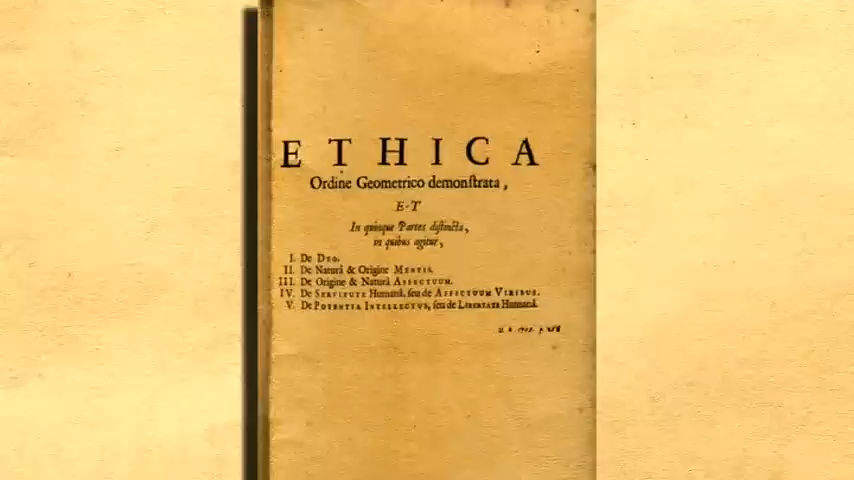 ETHICA
Ordine Geometrico demonſtrata,
ET
In quinque Partes diſtincta,
in quibus agitur,
I. De DEO.
II. De Naturâ & Origine MENTIS.
III. De Origine & Naturâ AFFECTUUM.
IV. De SERVITUTE Humanâ, ſeu de AFFECTUUM VIRIBUS.
V. De POTENTIA INTELLECTUS, ſeu de LIBERTATE Humanâ.